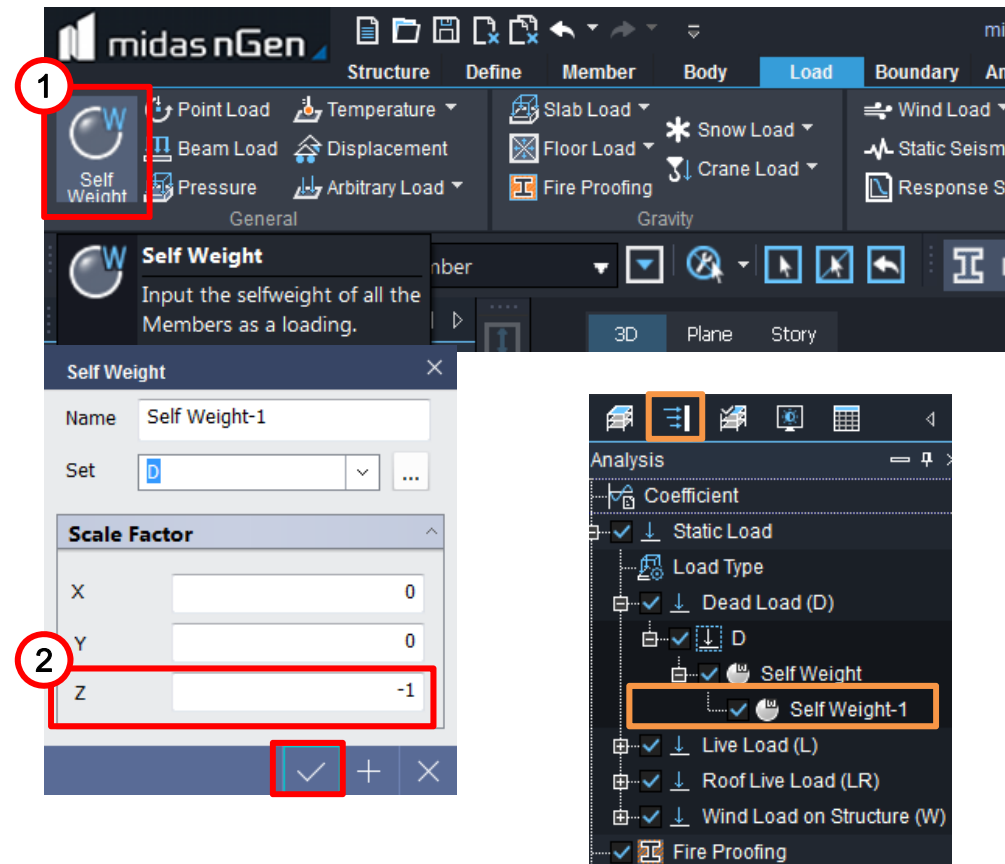 midas nGen
mi
Structure Define Member Body Load Boundary An
1
W
Self
Weight
Point Load Temperature Slab Load Snow Load Wind Load
Beam Load Displacement Floor Load Crane Load Static Seism
Pressure Arbitrary Load Fire Proofing Response S
General Gravity
W Self Weight mber
Input the selfweight of all the
Members as a loading.
3D Plane Story
Self Weight
Name Self Weight-1
Set D ...
Scale Factor
X 0
Y 0
2
Z -1
Analysis
Coefficient
Static Load
Load Type
Dead Load (D)
D
Self Weight
Self Weight-1
Live Load (L)
Roof Live Load (LR)
Wind Load on Structure (W)
Fire Proofing